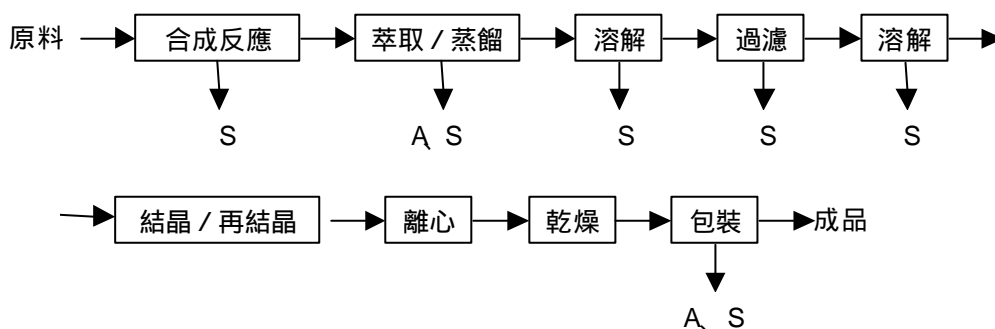 原料 合成反應 萃取/蒸餾 溶解 過濾 溶解
S A、S S S S
結晶/再結晶 離心 乾燥 包裝 成品
A、S